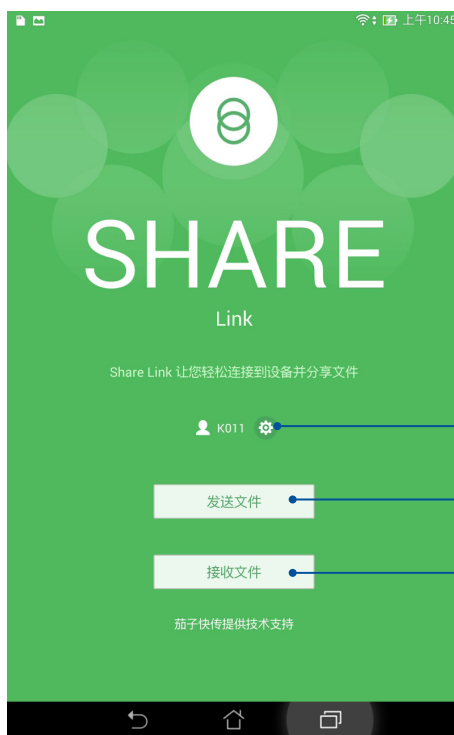 上午10:45
SHARE
Link
Share Link 让您轻松连接到设备并分享文件
K011
发送文件
接收文件
茄子快传提供技术支持